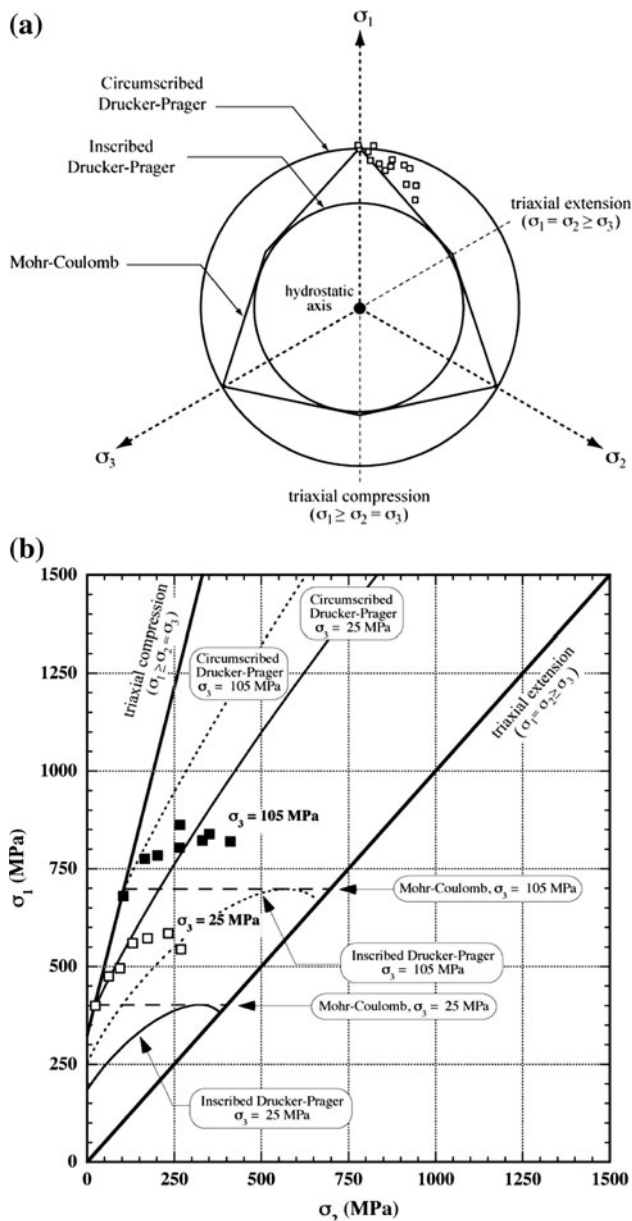 (a)
σ1
Circumscribed
Drucker-Prager
Inscribed
Drucker-Prager
triaxial extension
(σ1 = σ2 ≥ σ3)
Mohr-Coulomb
hydrostatic
axis
σ3
σ2
triaxial compression
(σ1 ≥ σ2 = σ3)
(b)
1500
1250
1000
750
500
250
0
σ1 (MPa)
triaxial compression
(σ1 ≥ σ2 = σ3)
Circumscribed
Drucker-Prager
σ3 = 105 MPa
Circumscribed
Drucker-Prager
σ3 = 25 MPa
triaxial extension
(σ1 = σ2 ≥ σ3)
σ3 = 105 MPa
Mohr-Coulomb, σ3 = 105 MPa
σ3 = 25 MPa
Inscribed Drucker-Prager
σ3 = 105 MPa
Mohr-Coulomb, σ3 = 25 MPa
Inscribed Drucker-Prager
σ3 = 25 MPa
0 250 500 750 1000 1250 1500
σ2 (MPa)